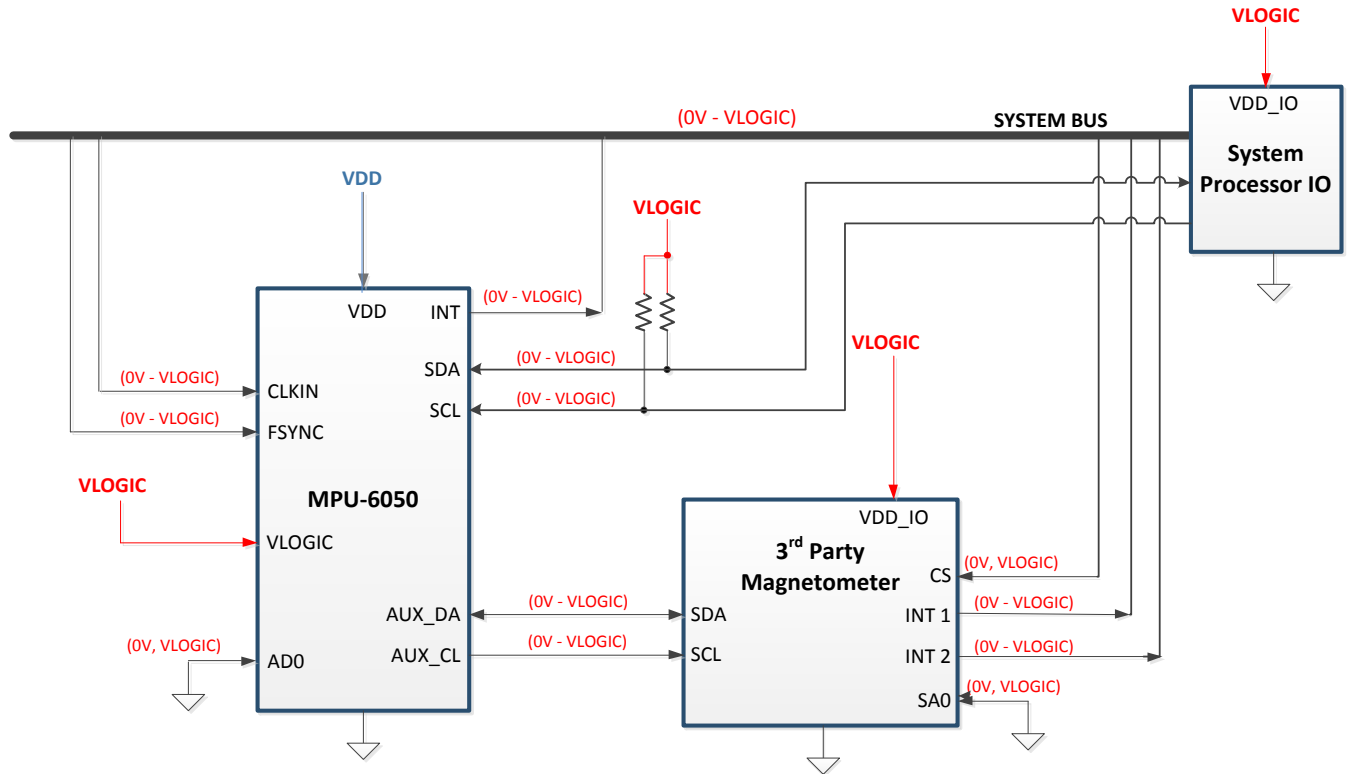 VLOGIC
VDD_IO
System
Processor IO
(0V - VLOGIC)
SYSTEM BUS
VDD
VLOGIC
VDD
INT
(0V - VLOGIC)
SDA
(0V - VLOGIC)
SCL
(0V - VLOGIC)
(0V - VLOGIC)
CLKIN
(0V - VLOGIC)
FSYNC
VLOGIC
VLOGIC
MPU-6050
VLOGIC
AUX_DA
(0V - VLOGIC)
AUX_CL
(0V - VLOGIC)
(0V, VLOGIC)
AD0
VDD_IO
3rd Party
Magnetometer
SDA
SCL
CS
(0V, VLOGIC)
INT 1
(0V - VLOGIC)
INT 2
(0V - VLOGIC)
SA0
(0V, VLOGIC)